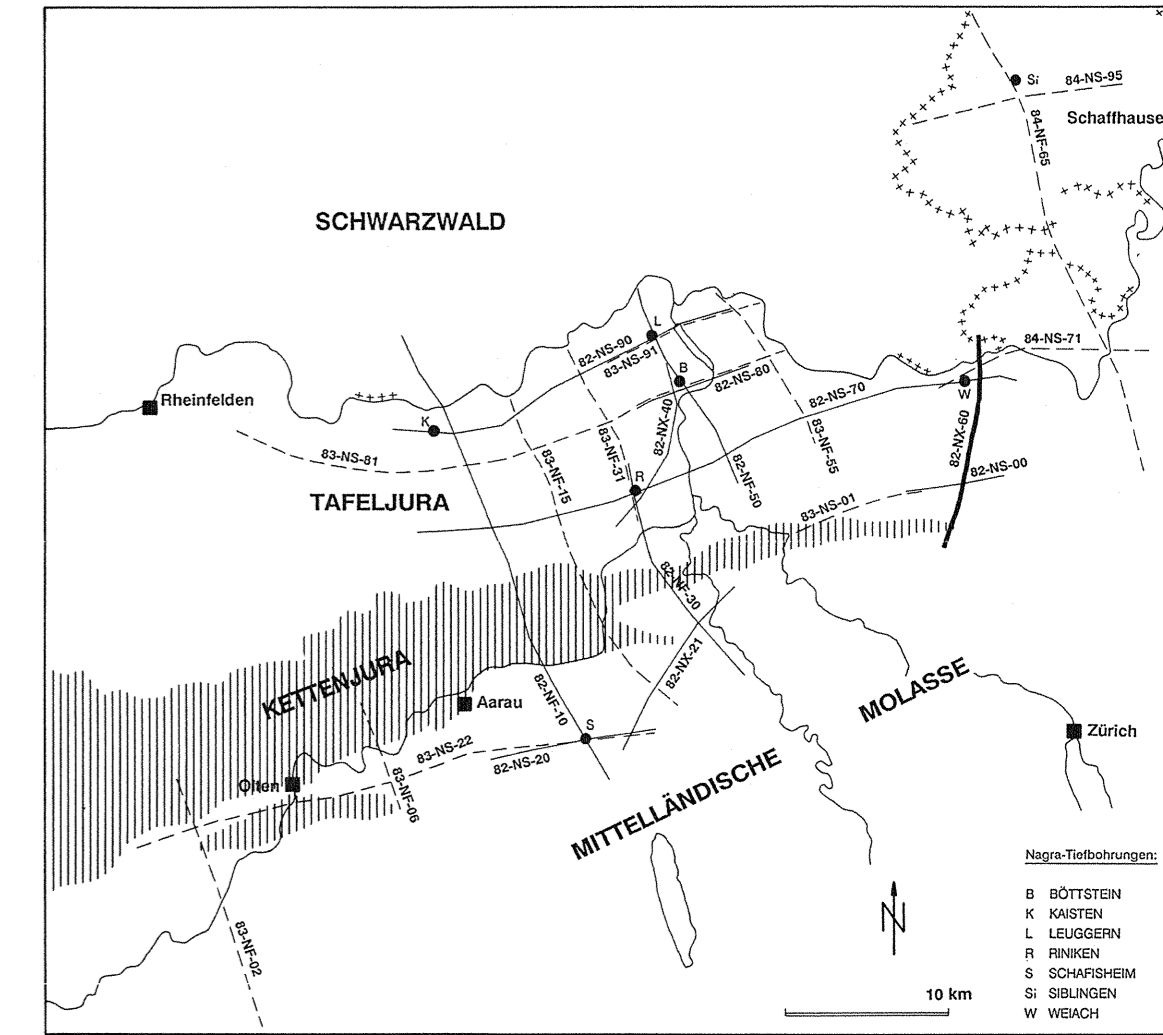 Si
84-NS-95
84-NF-65
Schaffhause
SCHWARZWALD
L
82-NS-90
83-NS-91
B
82-NS-80
84-NS-71
Rheinfelden
82-NS-70
W
K
83-NS-81
82-NX-40
83-NF-31
83-NF-15
82-NF-50
83-NF-55
82-NX-60
82-NS-00
R
TAFELJURA
83-NS-01
82-NF-30
KETTENJURA
82-NX-21
Aarau
82-NF-10
S
MOLASSE
Zürich
83-NS-22
82-NS-20
Olten
83-NF-06
MITTELLÄNDISCHE
83-NF-02
N
10 km
Nagra-Tiefbohrungen:
B BÖTTSTEIN
K KAISTEN
L LEUGGERN
R RINIKEN
S SCHAFISHEIM
Si SIBLINGEN
W WEIACH